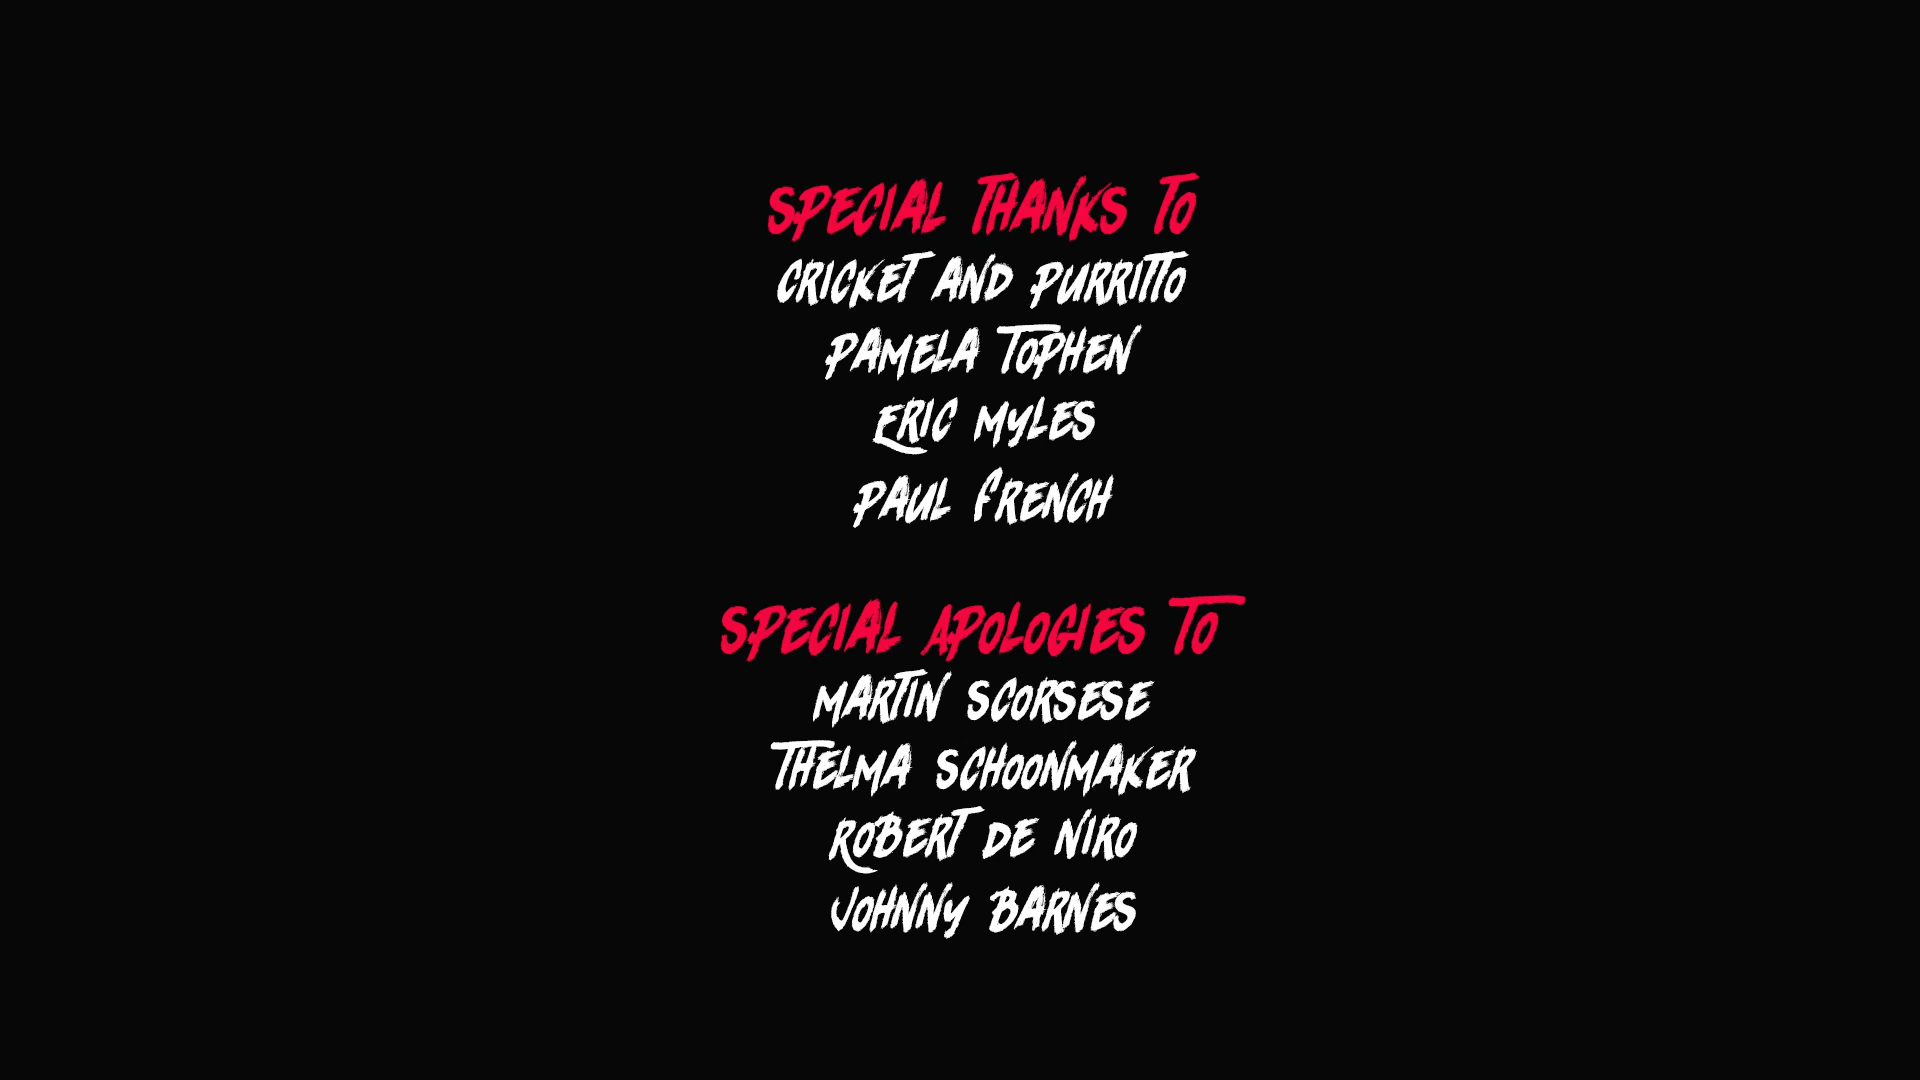 SPECIAL THANKS TO
CRICKET AND PURRITTO
PAMELA TOPHEN
ERIC MYLES
PAUL FRENCH
SPECIAL APOLOGIES TO
MARTIN SCORSESE
THELMA SCHOONMAKER
ROBERT DE NIRO
JOHNNY BARNES